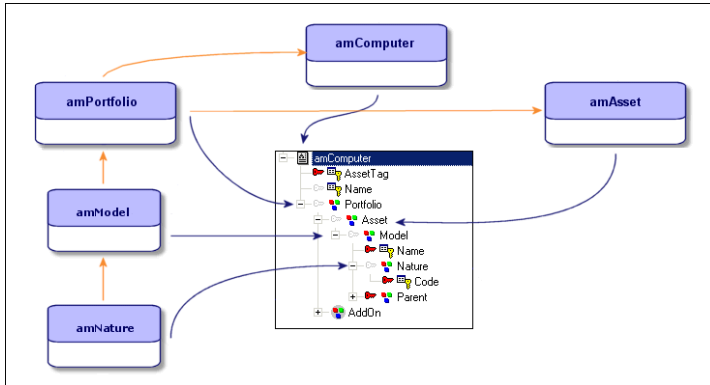 amComputer
amPortfolio
amAsset
amModel
amNature
amComputer
AssetTag
Name
Portfolio
Asset
Model
Name
Nature
Code
Parent
AddOn